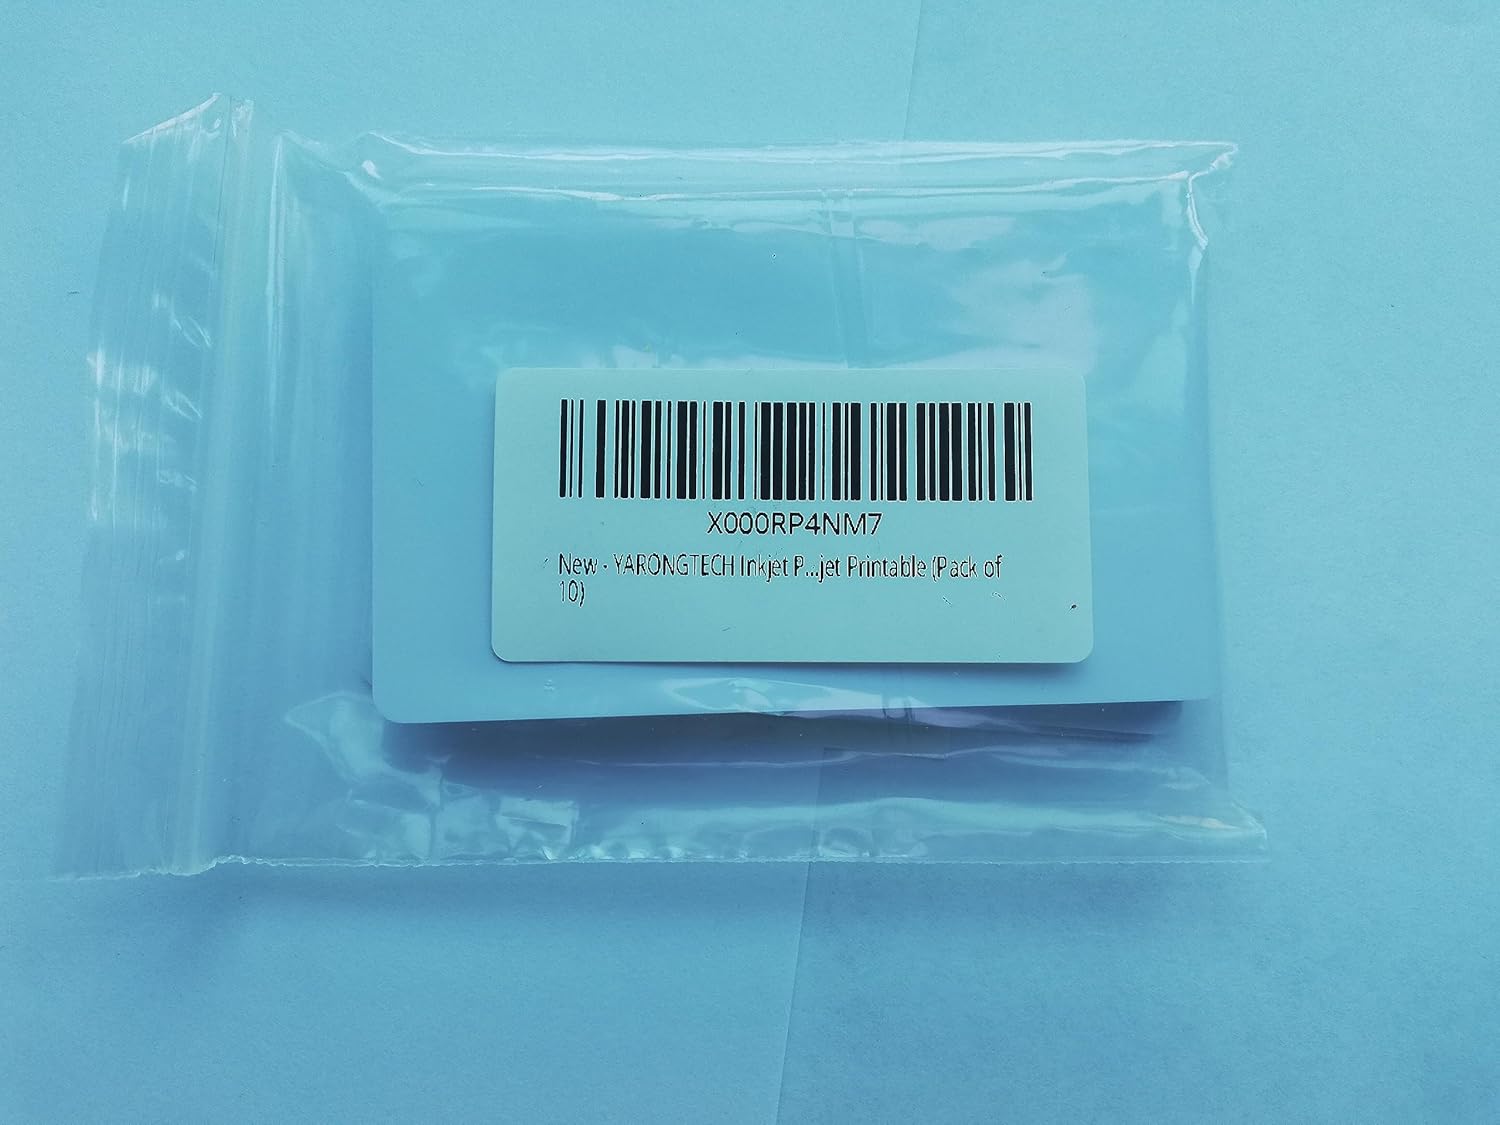 X000RP4NM7
New - YARONGTECH Inkjet P...jet Printable (Pack of
10)